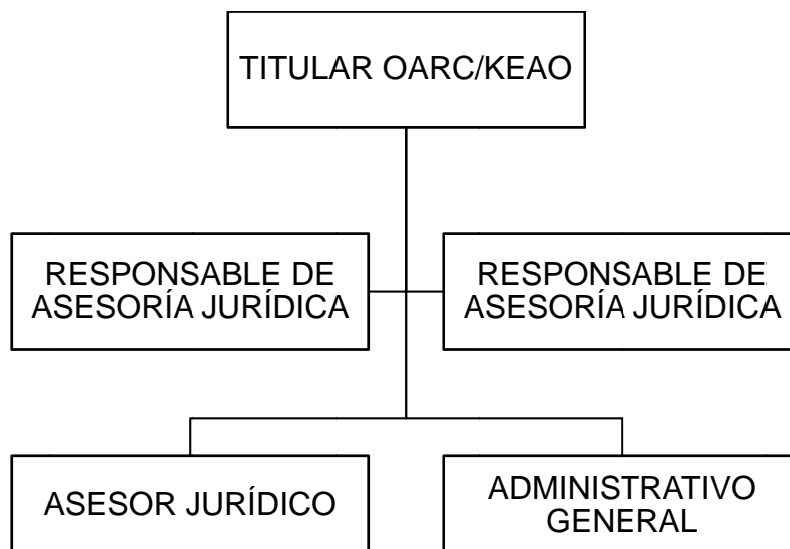 TITULAR OARC/KEAO
RESPONSABLE DE
ASESORÍA JURÍDICA
RESPONSABLE DE
ASESORÍA JURÍDICA
ASESOR JURÍDICO
ADMINISTRATIVO
GENERAL